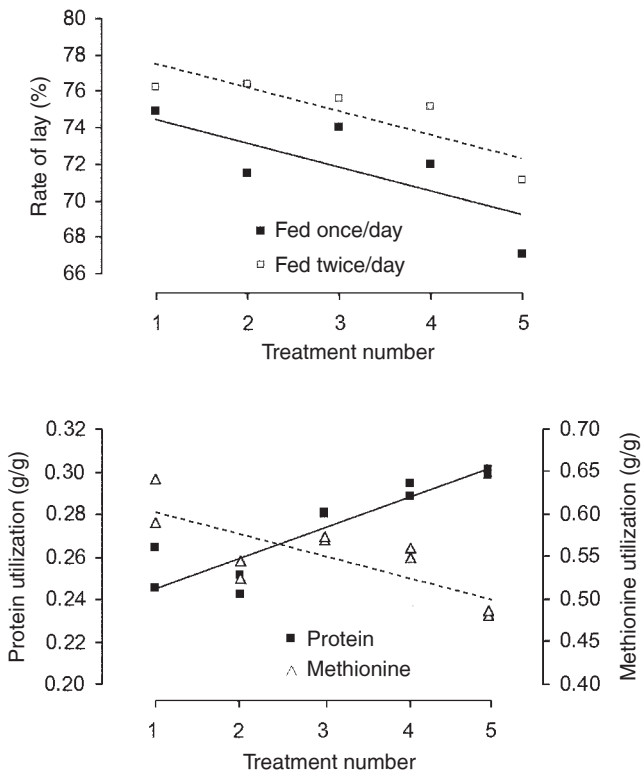 80
78
76
74
72
70
68
66
Rate of lay (%)
Fed once/day
Fed twice/day
1 2 3 4 5
Treatment number
0.32
0.30
0.28
0.26
0.24
0.22
0.20
Protein utilization (g/g)
0.70
0.65
0.60
0.55
0.50
0.45
0.40
Methionine utilization (g/g)
Protein
Methionine
1 2 3 4 5
Treatment number